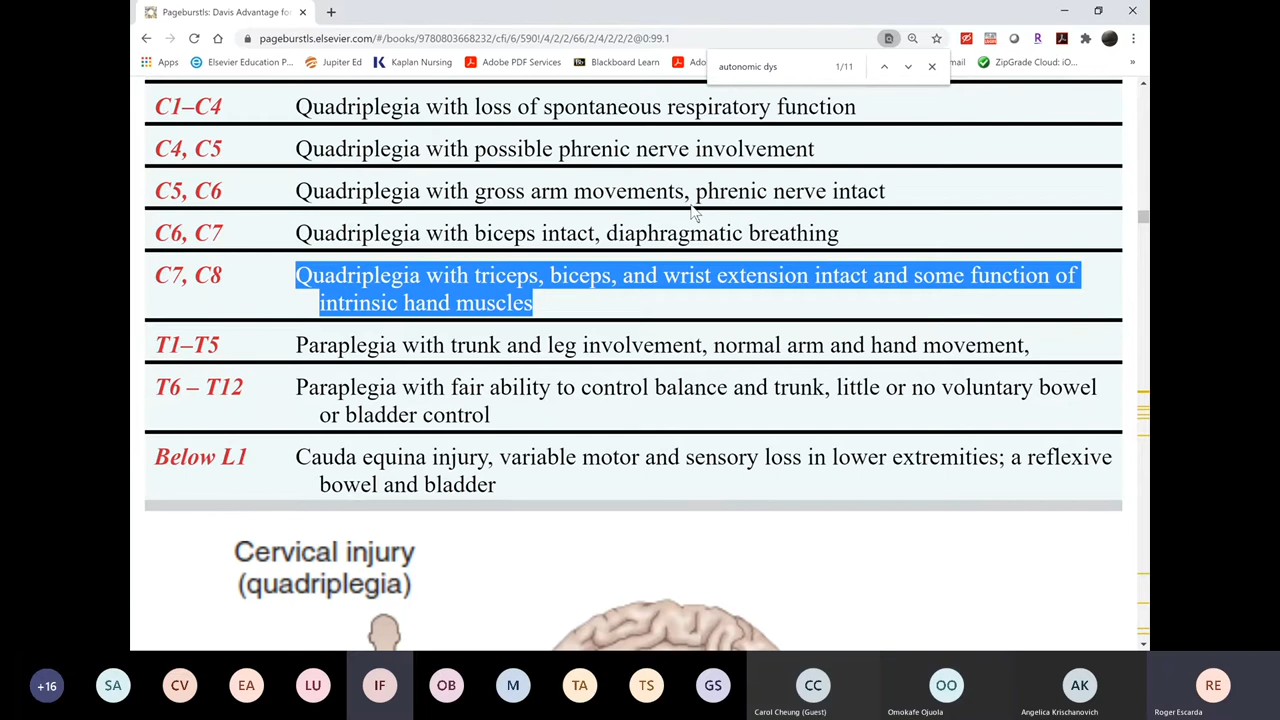 Pageburstls: Davis Advantage for
pageburstls.elsevier.com/#/books/9780803668232/cfi/6/590!/4/2/2/66/2/4/2/2/2@0:99.1
Apps
Elsevier Education P...
Jupiter Ed
Kaplan Nursing
Adobe PDF Services
Blackboard Learn
Ado
mail
ZipGrade Cloud: iO...
autonomic dys 1/11
C1–C4 Quadriplegia with loss of spontaneous respiratory function
C4, C5 Quadriplegia with possible phrenic nerve involvement
C5, C6 Quadriplegia with gross arm movements, phrenic nerve intact
C6, C7 Quadriplegia with biceps intact, diaphragmatic breathing
C7, C8 Quadriplegia with triceps, biceps, and wrist extension intact and some function of
intrinsic hand muscles
T1–T5 Paraplegia with trunk and leg involvement, normal arm and hand movement,
T6 – T12 Paraplegia with fair ability to control balance and trunk, little or no voluntary bowel
or bladder control
Below L1 Cauda equina injury, variable motor and sensory loss in lower extremities; a reflexive
bowel and bladder
Cervical injury
(quadriplegia)
+16 SA CV EA LU IF OB M TA TS GS CC OO AK RE
Carol Cheung (Guest) Omokafe Ojuola Angelica Krischanovich Roger Escarda